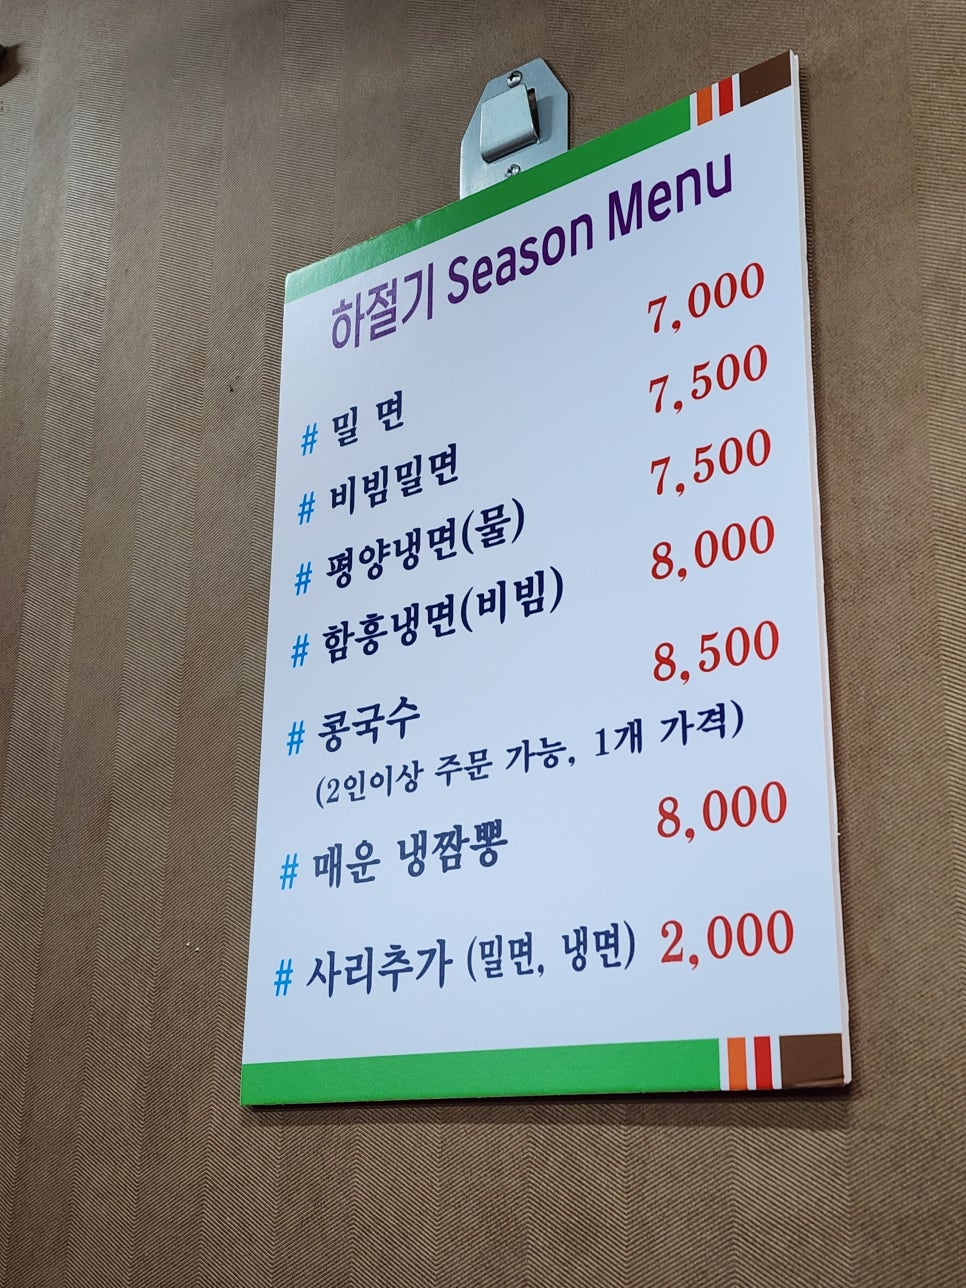 하절기 Season Menu
# 밀 면 7,000
# 비빔밀면 7,500
# 평양냉면(물) 7,500
# 함흥냉면(비빔) 8,000
# 콩국수 8,500
(2인이상 주문 가능, 1개 가격)
# 매운 냉짬뽕 8,000
# 사리추가 (밀면, 냉면) 2,000